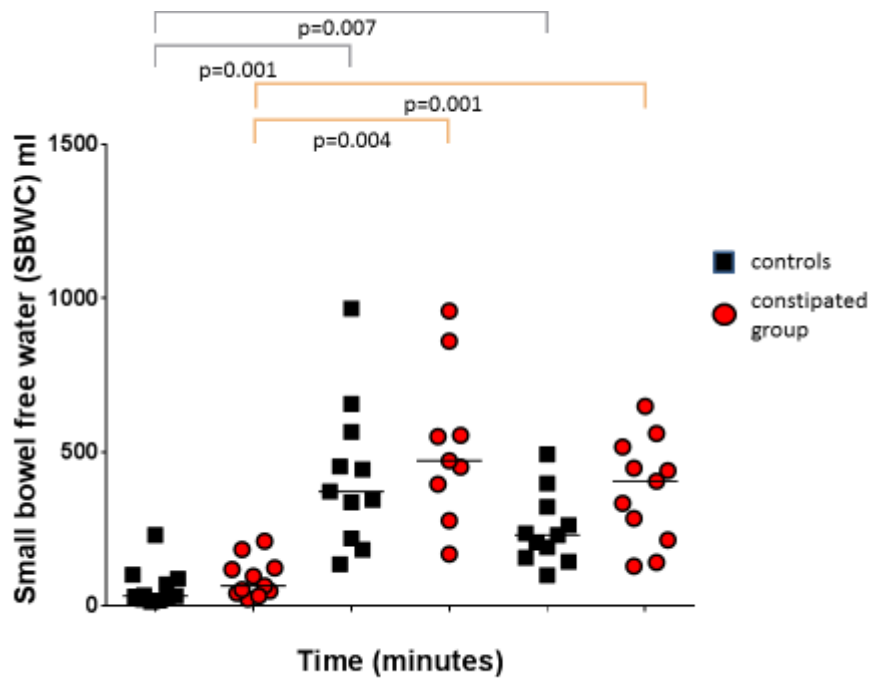 p=0.007
p=0.001
p=0.001
p=0.004
Small bowel free water (SBWC) ml
1500
1000
500
0
controls
constipated
group
Time (minutes)